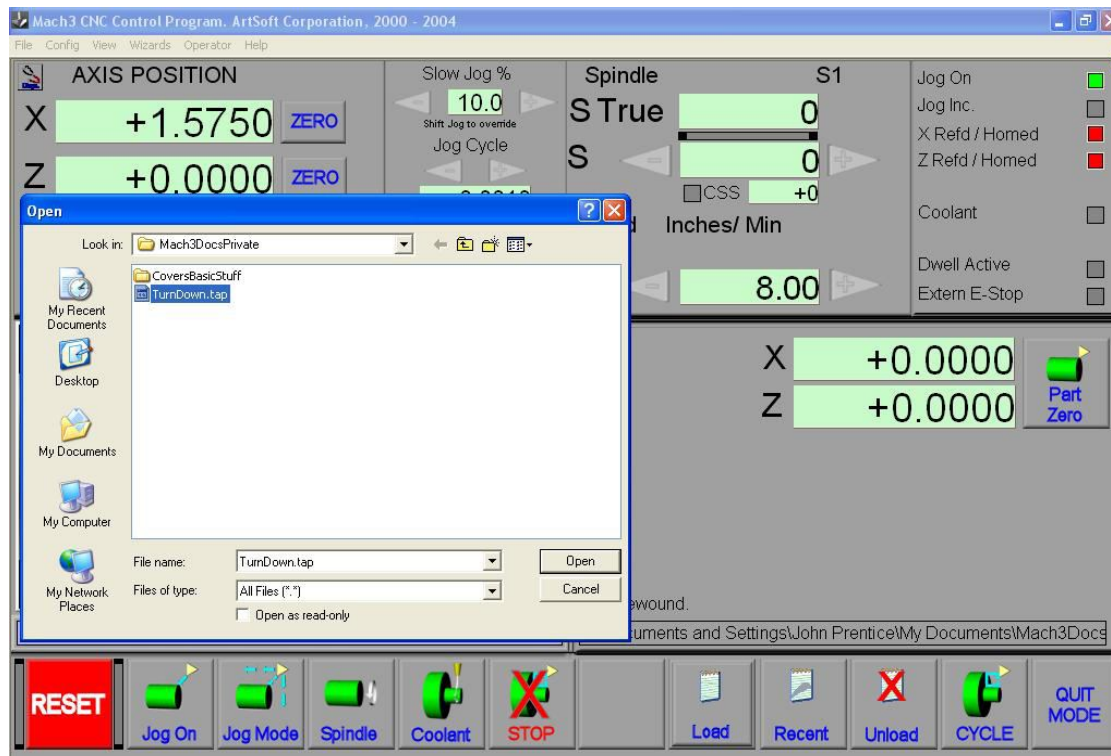 Mach3 CNC Control Program. ArtSoft Corporation, 2000 - 2004
File Config View Wizards Operator Help
AXIS POSITION
X +1.5750 ZERO
Z +0.0000 ZERO
Slow Jog %
10.0
Shift Jog to override
Jog Cycle
Spindle S1
S True 0
S 0
CSS +0
Inches/ Min
8.00
Jog On
Jog Inc.
X Refd / Homed
Z Refd / Homed
Coolant
Dwell Active
Extern E-Stop
Open
Look in: Mach3DocsPrivate
CoversBasicStuff
TurnDown.tap
My Recent
Documents
Desktop
My Documents
My Computer
My Network
Places
File name: TurnDown.tap Open
Files of type: All Files (*.*) Cancel
Open as read-only
X +0.0000
Z +0.0000
Part
Zero
ewound.
uments and Settings\John Prentice\My Documents\Mach3Docs
RESET
Jog On
Jog Mode
Spindle
Coolant
STOP
Load
Recent
Unload
CYCLE
QUIT
MODE